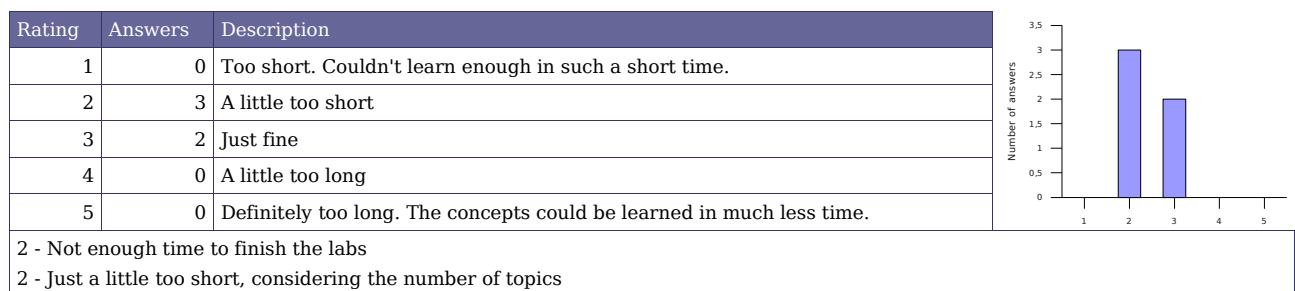 Rating Answers Description
1 0 Too short. Couldn't learn enough in such a short time.
2 3 A little too short
3 2 Just fine
4 0 A little too long
5 0 Definitely too long. The concepts could be learned in much less time.
Number of answers
3,5
3
2,5
2
1,5
1
0,5
0
1 2 3 4 5
2 - Not enough time to finish the labs
2 - Just a little too short, considering the number of topics